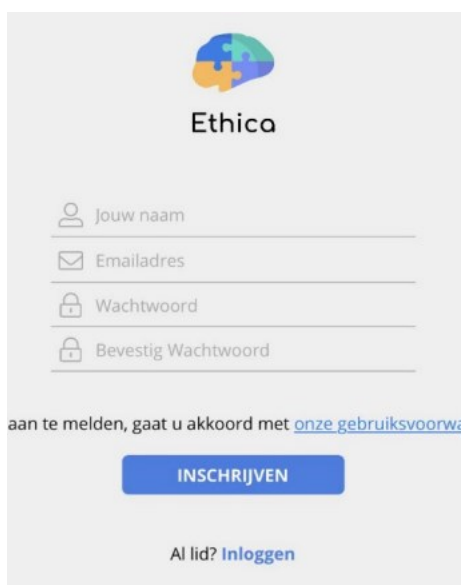 Ethica
Jouw naam
Emailadres
Wachtwoord
Bevestig Wachtwoord
aan te melden, gaat u akkoord met onze gebruiksvoorwa
INSCHRIJVEN
Al lid? Inloggen